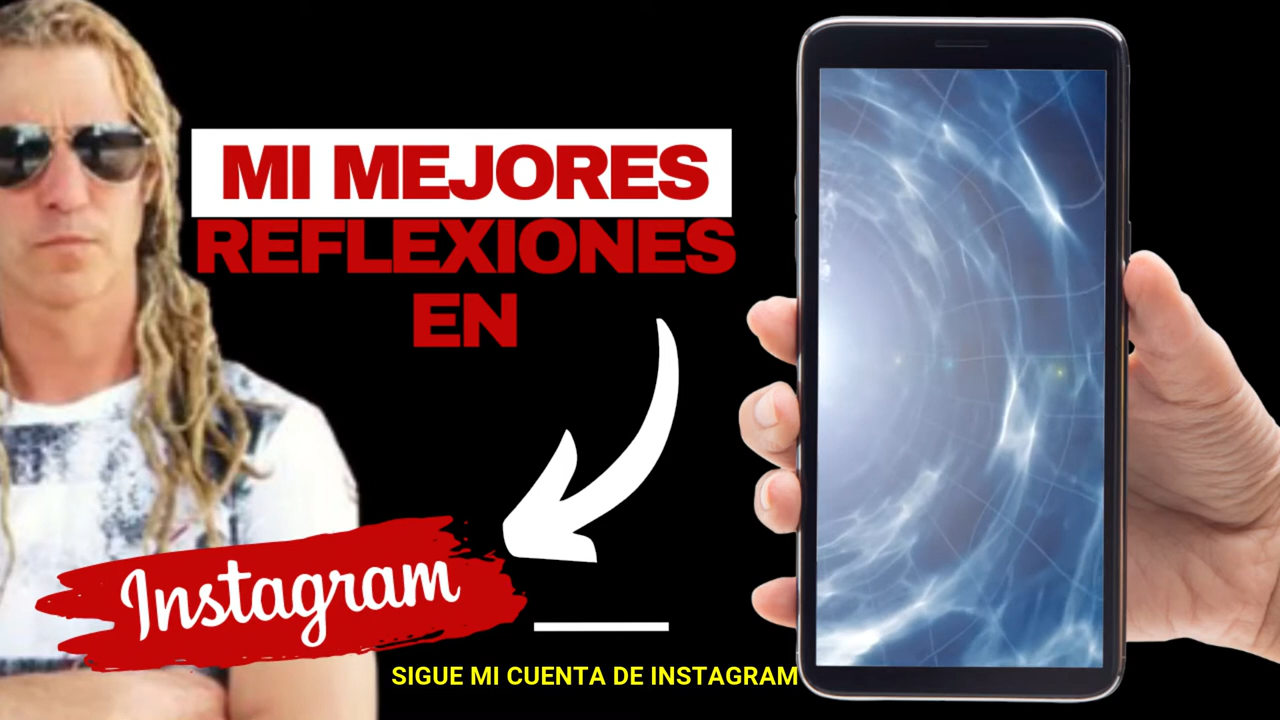 MI MEJORES
REFLEXIONES
EN
Instagram
SIGUE MI CUENTA DE INSTAGRAM